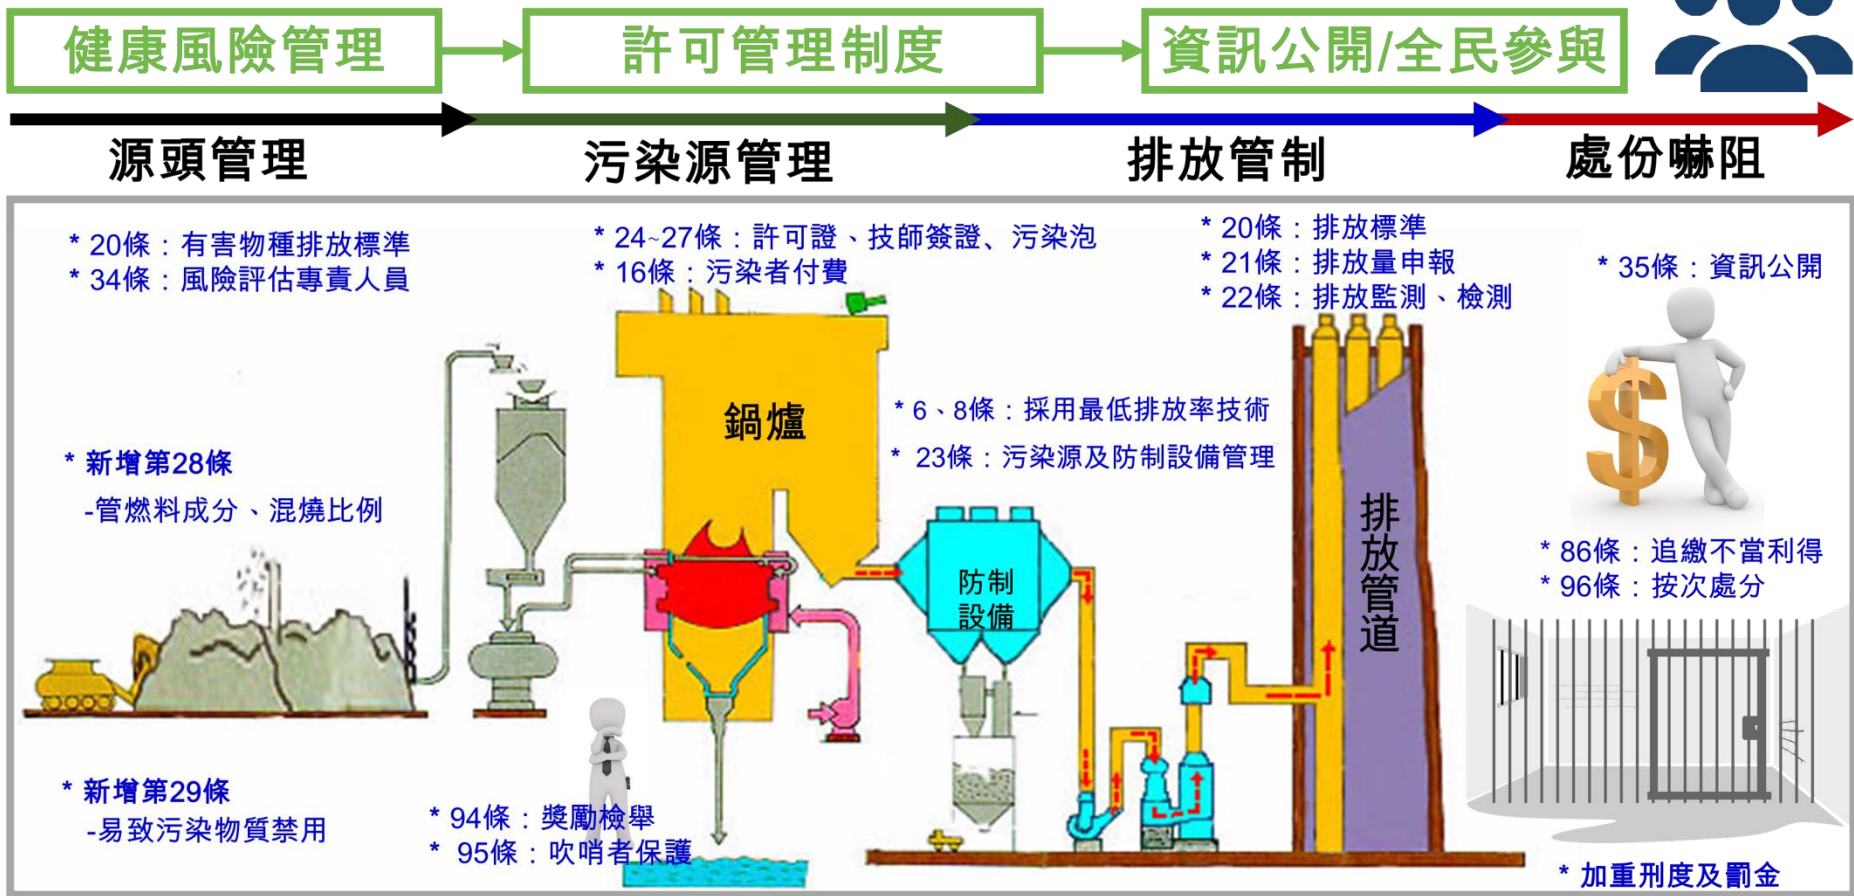 健康風險管理
許可管理制度
資訊公開/全民參與
源頭管理
污染源管理
排放管制
處份嚇阻
* 20條：有害物種排放標準
* 34條：風險評估專責人員
* 24~27條：許可證、技師簽證、污染泡
* 16條：污染者付費
* 20條：排放標準
* 21條：排放量申報
* 22條：排放監測、檢測
* 35條：資訊公開
鍋爐
* 6、8條：採用最低排放率技術
* 23條：污染源及防制設備管理
* 新增第28條
-管燃料成分、混燒比例
防制
設備
排放管道
* 86條：追繳不當利得
* 96條：按次處分
* 新增第29條
-易致污染物質禁用
* 94條：獎勵檢舉
* 95條：吹哨者保護
* 加重刑度及罰金